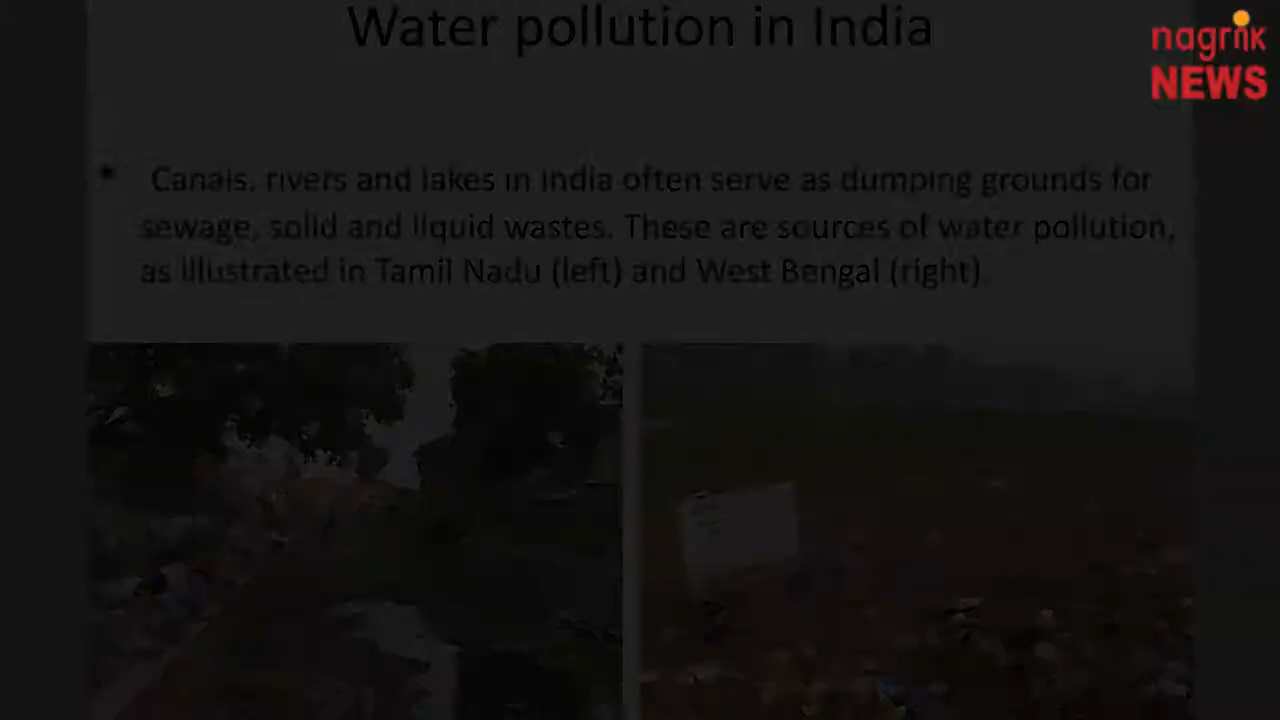 Water pollution in India
nagrik
NEWS
• Canals, rivers and lakes in India often serve as dumping grounds for
sewage, solid and liquid wastes. These are sources of water pollution,
as illustrated in Tamil Nadu (left) and West Bengal (right).